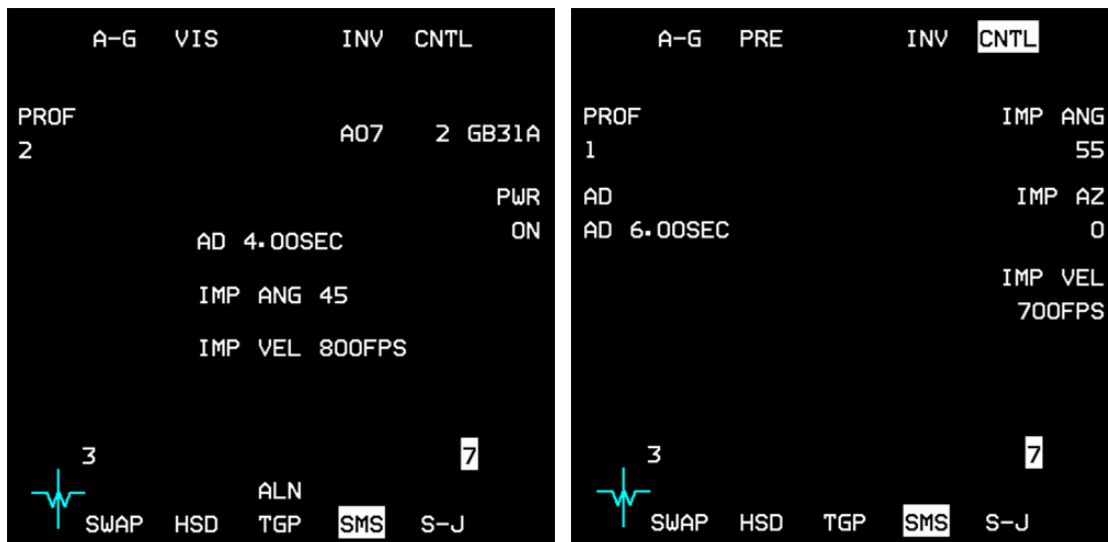 A-G VIS INV CNTL
PROF
2
A07 2 GB31A
PWR
ON
AD 4.00SEC
IMP ANG 45
IMP VEL 800FPS
3 7
ALN
SWAP HSD TGP SMS S-J
A-G PRE INV CNTL
PROF IMP ANG
1 55
AD IMP AZ
AD 6.00SEC 0
IMP VEL
700FPS
3 7
SWAP HSD TGP SMS S-J